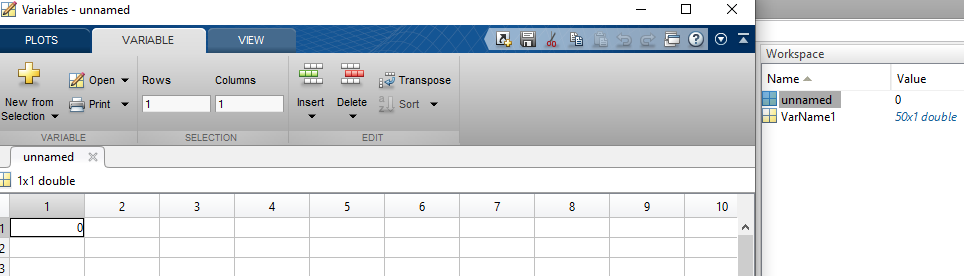 Variables - unnamed
PLOTS VARIABLE VIEW
New from Selection
Open
Print
Rows Columns
1 1
Insert Delete
Transpose
Sort
VARIABLE SELECTION EDIT
unnamed
1x1 double
1 2 3 4 5 6 7 8 9 10
1 0
2
3
Workspace
Name Value
unnamed 0
VarName1 50x1 double